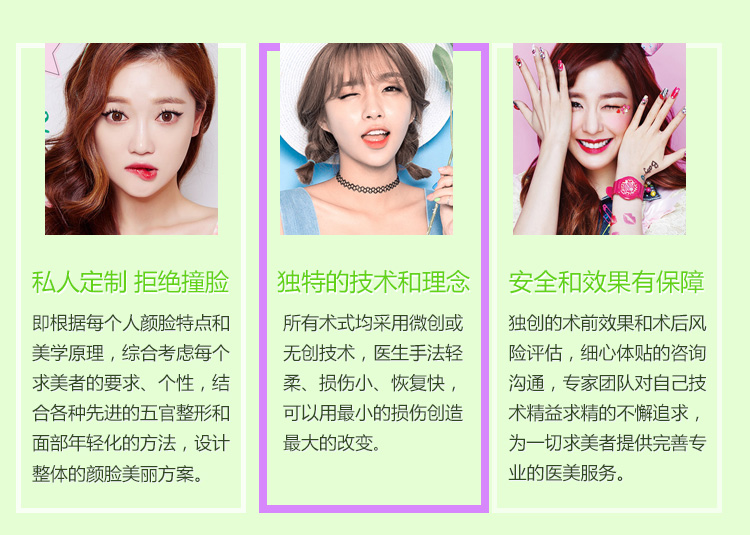 私人定制 拒绝撞脸
即根据每个人颜脸特点和
美学原理，综合考虑每个
求美者的要求、个性，结
合各种先进的五官整形和
面部年轻化的方法，设计
整体的颜脸美丽方案。
独特的技术和理念
所有术式均采用微创或
无创技术，医生手法轻
柔、损伤小、恢复快，
可以用最小的损伤创造
最大的改变。
安全和效果有保障
独创的术前效果和术后风
险评估，细心体贴的咨询
沟通，专家团队对自己技
术精益求精的不懈追求，
为一切求美者提供完善专
业的医美服务。